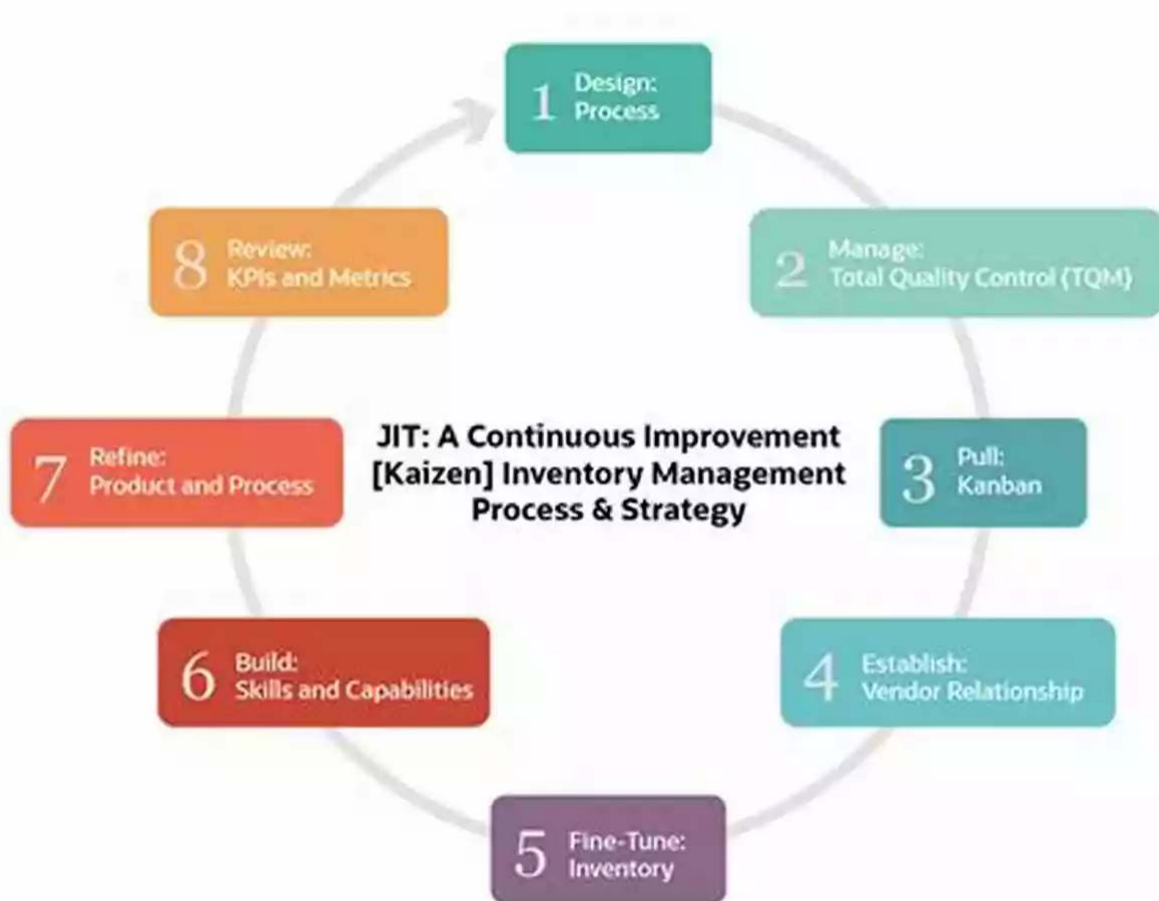 1 Design:
Process
2 Manage:
Total Quality Control (TQM)
3 Pull:
Kanban
4 Establish:
Vendor Relationship
5 Fine-Tune:
Inventory
6 Build:
Skills and Capabilities
7 Refine:
Product and Process
8 Review:
KPIs and Metrics
JIT: A Continuous Improvement
[Kaizen] Inventory Management
Process & Strategy